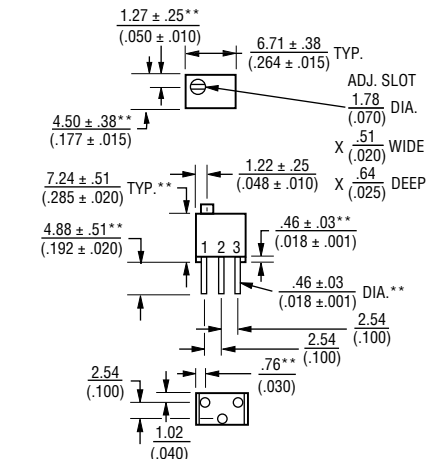 1.27 ± .25**
(.050 ± .010)
6.71 ± .38
(.264 ± .015)
TYP.
ADJ. SLOT
1.78
(.070)
DIA.
4.50 ± .38**
(.177 ± .015)
X .51
(.020)
WIDE
7.24 ± .51
(.285 ± .020)
TYP.**
1.22 ± .25
(.048 ± .010)
X .64
(.025)
DEEP
4.88 ± .51**
(.192 ± .020)
1 2 3
.46 ± .03**
(.018 ± .001)
.46 ±.03
(.018 ±.001)
DIA.**
2.54
(.100)
2.54
(.100)
2.54
(.100)
.76**
(.030)
1.02
(.040)